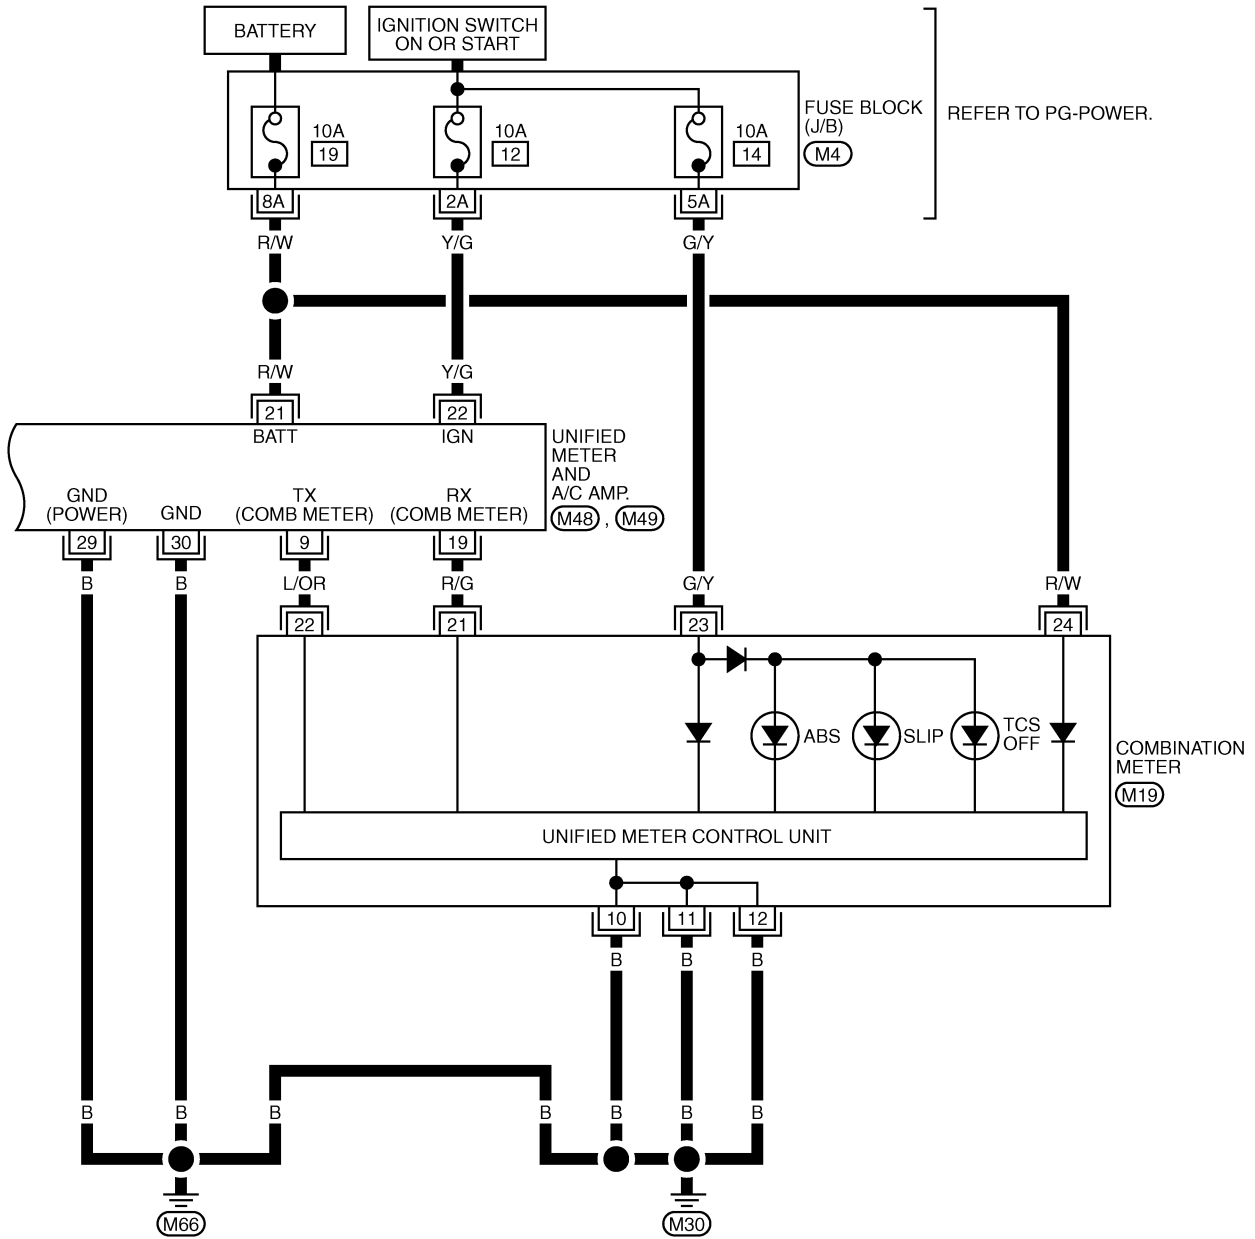 BATTERY
IGNITION SWITCH
ON OR START
10A
19
10A
12
10A
14
FUSE BLOCK
(J/B)
M4
REFER TO PG-POWER.
8A
2A
5A
R/W
Y/G
G/Y
R/W
Y/G
21
22
BATT
IGN
UNIFIED
METER
AND
A/C AMP.
M48 , M49
GND
(POWER)
GND
TX
(COMB METER)
RX
(COMB METER)
29
30
9
19
B
B
L/OR
R/G
G/Y
R/W
22
21
23
24
ABS
SLIP
TCS
OFF
COMBINATION
METER
M19
UNIFIED METER CONTROL UNIT
10
11
12
B
B
B
B
B
B
B
B
B
B
M66
M30